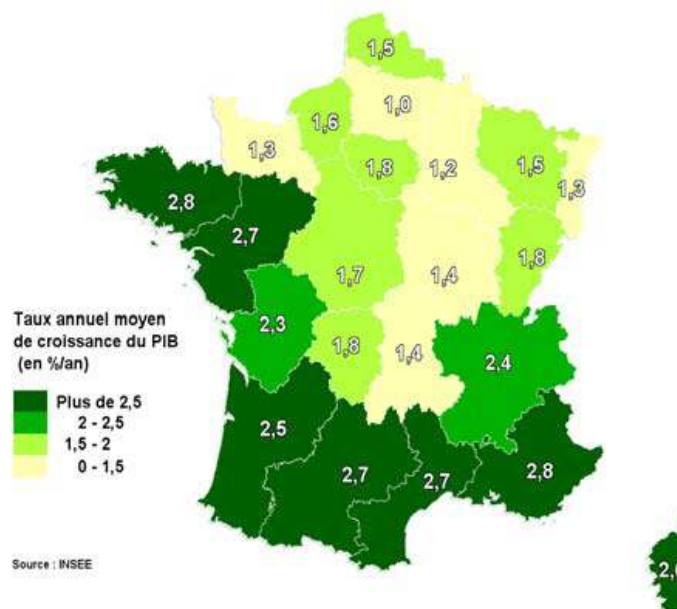 1,5
1,0
1,6
1,3
1,8
1,2
1,5
1,3
2,8
2,7
1,7
1,4
1,8
2,3
1,8
1,4
2,4
2,5
2,7
2,7
2,8
Taux annuel moyen
de croissance du PIB
(en %/an)
Plus de 2,5
2 - 2,5
1,5 - 2
0 - 1,5
Source : INSEE